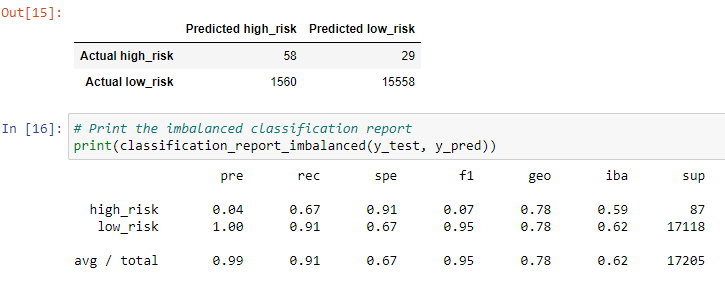 Out[15]:
Predicted high_risk Predicted low_risk
Actual high_risk 58 29
Actual low_risk 1560 15558
In [16]: # Print the imbalanced classification report
print(classification_report_imbalanced(y_test, y_pred))
pre rec spe f1 geo iba sup
high_risk 0.04 0.67 0.91 0.07 0.78 0.59 87
low_risk 1.00 0.91 0.67 0.95 0.78 0.62 17118
avg / total 0.99 0.91 0.67 0.95 0.78 0.62 17205